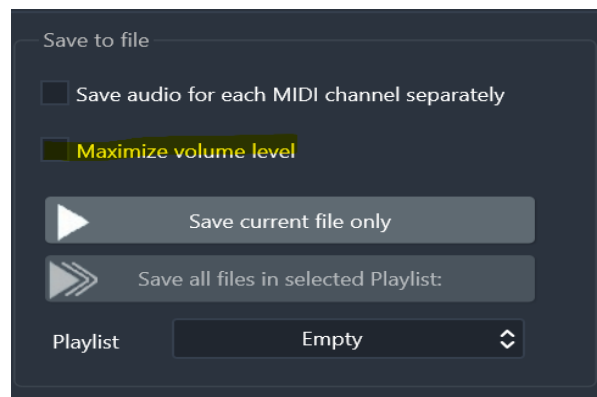 Save to file
Save audio for each MIDI channel separately
Maximize volume level
Save current file only
Save all files in selected Playlist:
Playlist Empty